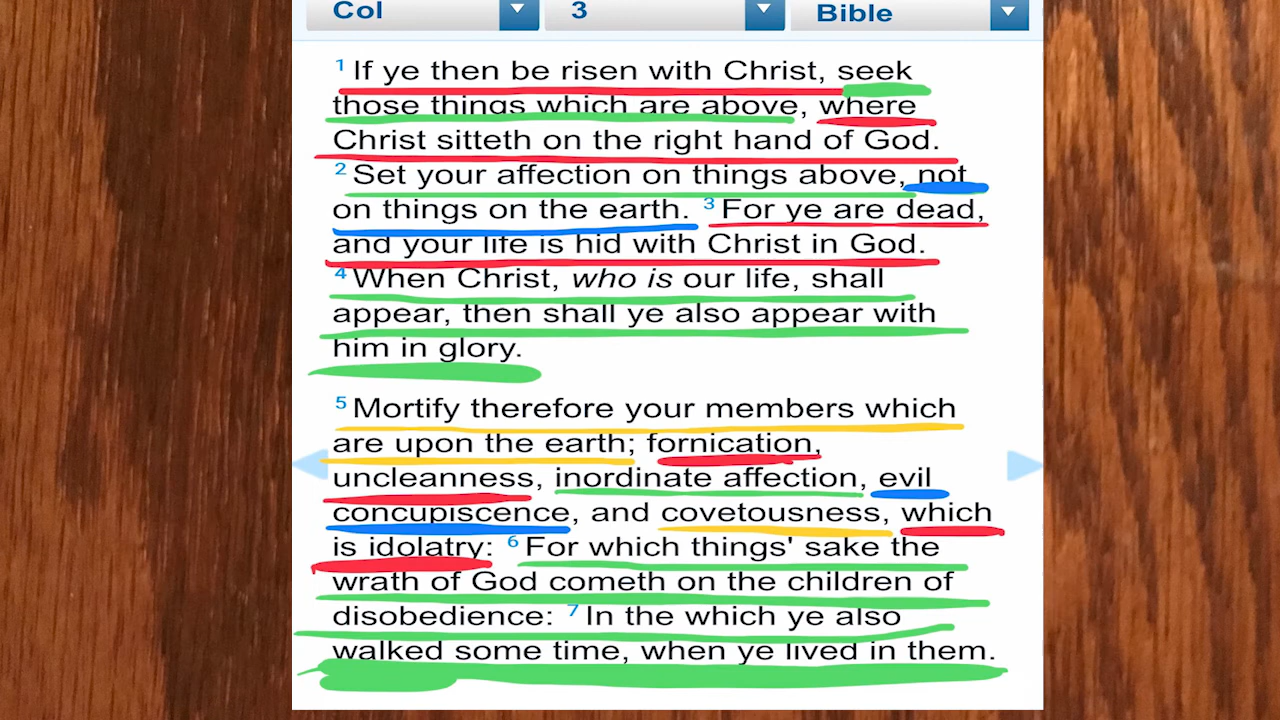 Col 3 Bible
1 If ye then be risen with Christ, seek
those things which are above, where
Christ sitteth on the right hand of God.
2 Set your affection on things above, not
on things on the earth. 3 For ye are dead,
and your life is hid with Christ in God.
4 When Christ, who is our life, shall
appear, then shall ye also appear with
him in glory.
5 Mortify therefore your members which
are upon the earth; fornication,
uncleanness, inordinate affection, evil
concupiscence, and covetousness, which
is idolatry: 6 For which things' sake the
wrath of God cometh on the children of
disobedience: 7 In the which ye also
walked some time, when ye lived in them.